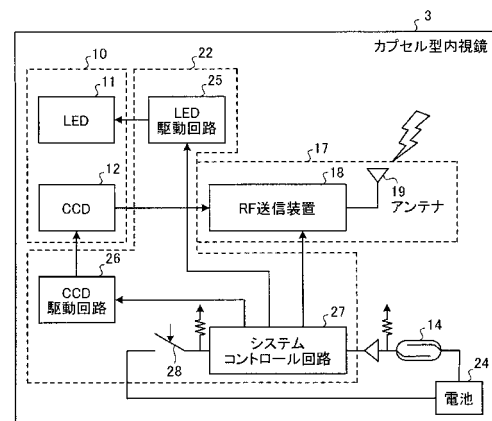 3
カプセル型内視鏡
10
22
11
25
LED
LED
駆動回路
17
12
18
CCD
RF送信装置
19
アンテナ
26
CCD
駆動回路
27
システム
コントロール回路
28
14
24
電池